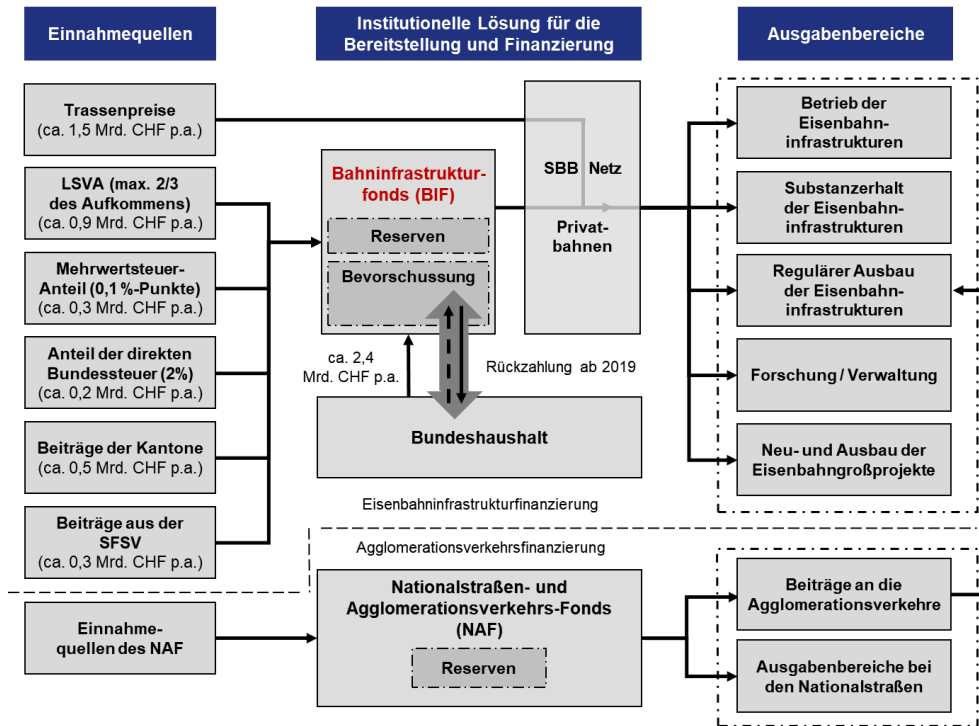 Einnahmequellen
Institutionelle Lösung für die
Bereitstellung und Finanzierung
Ausgabenbereiche
Trassenpreise
(ca. 1,5 Mrd. CHF p.a.)
LSVA (max. 2/3
des Aufkommens)
(ca. 0,9 Mrd. CHF p.a.)
Mehrwertsteuer-
Anteil (0,1 %-Punkte)
(ca. 0,3 Mrd. CHF p.a.)
Anteil der direkten
Bundessteuer (2%)
(ca. 0,2 Mrd. CHF p.a.)
Beiträge der Kantone
(ca. 0,5 Mrd. CHF p.a.)
Beiträge aus der
SFSV
(ca. 0,3 Mrd. CHF p.a.)
Einnahme-
quellen des NAF
Bahninfrastruktur-
fonds (BIF)
Reserven
Bevorschussung
SBB Netz
Privat-
bahnen
ca. 2,4
Mrd. CHF p.a.
Rückzahlung ab 2019
Bundeshaushalt
Eisenbahninfrastrukturfinanzierung
Agglomerationsverkehrsfinanzierung
Nationalstraßen- und
Agglomerationsverkehrs-Fonds
(NAF)
Reserven
Betrieb der
Eisenbahn-
infrastrukturen
Substanzerhalt
der Eisenbahn-
infrastrukturen
Regulärer Ausbau
der Eisenbahn-
infrastrukturen
Forschung / Verwaltung
Neu- und Ausbau der
Eisenbahngroßprojekte
Beiträge an die
Agglomerationsverkehre
Ausgabenbereiche bei
den Nationalstraßen